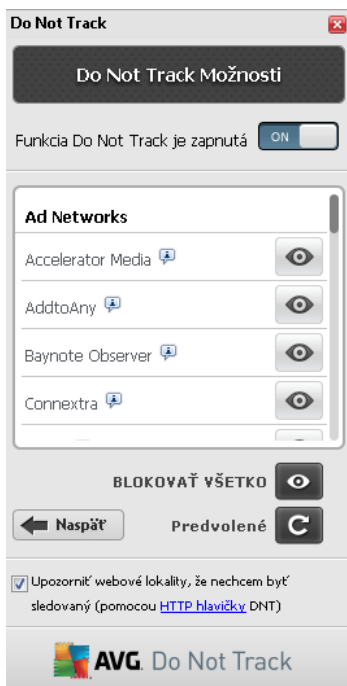 Do Not Track
Do Not Track Možnosti
Funkcia Do Not Track je zapnutá ON
Ad Networks
Accelerator Media
AddtoAny
Baynote Observer
Connextra
BLOKOVAŤ VŠETKO
Naspäť Predvolené
Upozorniť webové lokality, že nechcem byť
sledovaný (pomocou HTTP hlavičky DNT)
AVG. Do Not Track